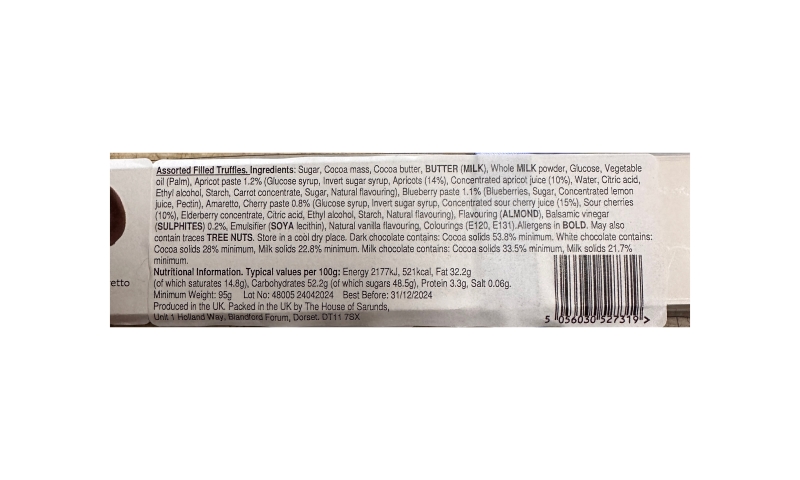 Assorted Filled Truffles. Ingredients: Sugar, Cocoa mass, Cocoa butter, BUTTER (MILK), Whole MILK powder, Glucose, Vegetable
oil (Palm), Apricot paste 1.2% (Glucose syrup, Invert sugar syrup, Apricots (14%), Concentrated apricot juice (10%), Water, Citric acid,
Ethyl alcohol, Starch, Carrot concentrate, Sugar, Natural flavouring), Blueberry paste 1.1% (Blueberries, Sugar, Concentrated lemon
juice, Pectin), Amaretto, Cherry paste 0.8% (Glucose syrup, Invert sugar syrup, Concentrated sour cherry juice (15%), Sour cherries
(10%), Elderberry concentrate, Citric acid, Ethyl alcohol, Starch, Natural flavouring), Flavouring (ALMOND), Balsamic vinegar
(SULPHITES) 0.2%, Emulsifier (SOYA lecithin), Natural vanilla flavouring, Colourings (E120, E131).Allergens in BOLD. May also
contain traces TREE NUTS. Store in a cool dry place. Dark chocolate contains: Cocoa solids 53.8% minimum. White chocolate contains:
Cocoa solids 28% minimum, Milk solids 22.8% minimum. Milk chocolate contains: Cocoa solids 33.5% minimum, Milk solids 21.7%
minimum.
Nutritional Information. Typical values per 100g: Energy 2177kJ, 521kcal, Fat 32.2g
(of which saturates 14.8g), Carbohydrates 52.2g (of which sugars 48.5g), Protein 3.3g, Salt 0.06g.
Minimum Weight: 95g Lot No: 48005 24042024 Best Before: 31/12/2024
Produced in the UK. Packed in the UK by The House of Sarunds,
Unit 1 Holland Way, Blandford Forum, Dorset. DT11 7SX
5 056030 527319 >
etto